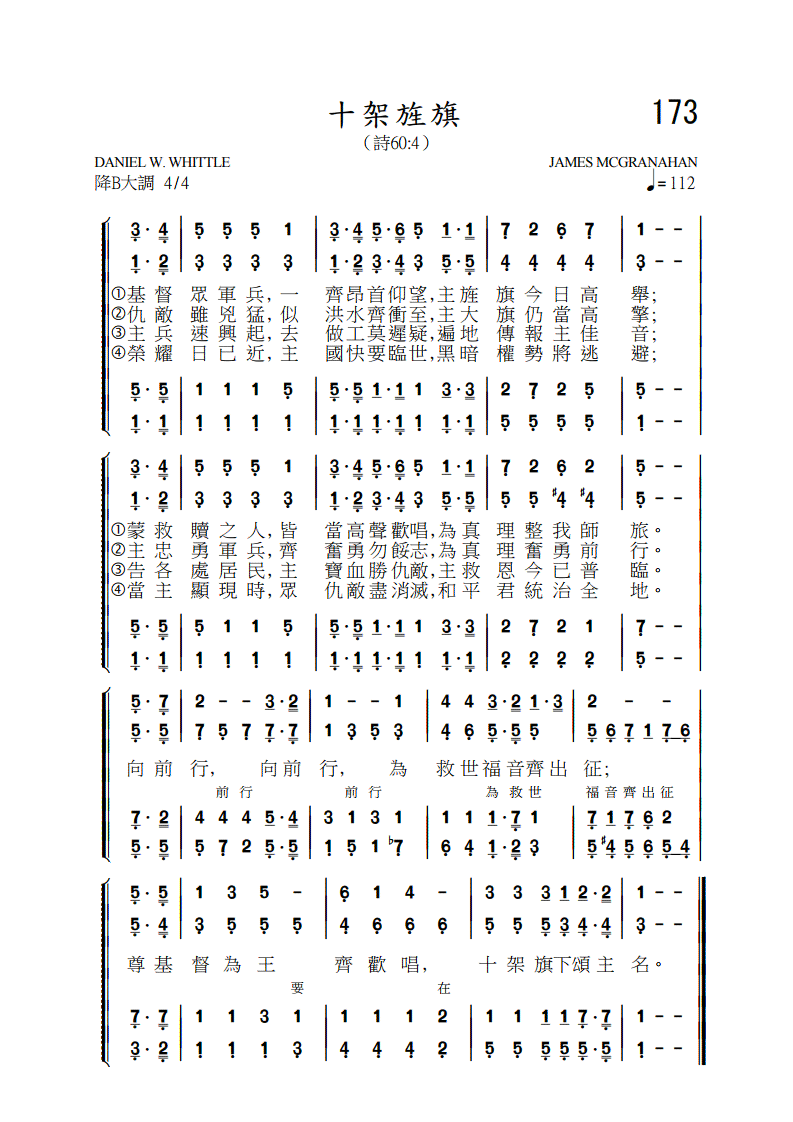 十架旌旗 173
（詩60:4）
DANIEL W. WHITTLE JAMES MCGRANAHAN
降B大調 4/4 ♩=112
3·4 | 5 5 5 1 | 3·4 5·6 5 1·1 | 7 2 6 7 | 1 - - |
1·2 | 3 3 3 3 | 1·2 3·4 3 5·5 | 4 4 4 4 | 3 - - |
①基督眾軍兵,一齊昂首仰望,主旌旗今日高舉;
②仇敵雖兇猛,似洪水齊衝至,主大旗仍當高擎;
③主兵速興起,去做工莫遲疑,遍地傳報主佳音;
④榮耀日已近,主國快要臨世,黑暗權勢將逃避;
5·5 | 1 1 1 5 | 5·5 1·1 1 3·3 | 2 7 2 5 | 5 - - |
1·1 | 1 1 1 1 | 1·1 1·1 1 1·1 | 5 5 5 5 | 1 - - |
3·4 | 5 5 5 1 | 3·4 5·6 5 1·1 | 7 2 6 2 | 5 - - |
1·2 | 3 3 3 3 | 1·2 3·4 3 5·5 | 5 5 ♯4 ♯4 | 5 - - |
①蒙救贖之人,皆當高聲歡唱,為真理整我師旅。
②主忠勇軍兵,齊奮勇勿餒志,為真理奮勇前行。
③告各處居民,主寶血勝仇敵,主救恩今已普臨。
④當主顯現時,眾仇敵盡消滅,和平君統治全地。
5·5 | 5 1 1 5 | 5·5 1·1 1 3·3 | 2 7 2 1 | 7 - - |
1·1 | 1 1 1 1 | 1·1 1·1 1 1·1 | 2 2 2 2 | 5 - - |
5·7 | 2 - - 3·2 | 1 - - 1 | 4 4 3·2 1·3 | 2 - -
5·5 | 7 5 7 7·7 | 1 3 5 3 | 4 6 5·5 5 | 5 6 7 1 7 6
向前行, 向前行, 為救世福音齊出征;
前行 前行 為救世 福音齊出征
7·2 | 4 4 4 5·4 | 3 1 3 1 | 1 1 1·7 1 | 7 1 7 6 2
5·5 | 5 7 2 5·5 | 1 5 1 ♭7 | 6 4 1·2 3 | 5 ♯4 5 6 5 4
5·5 | 1 3 5 - | 6 1 4 - | 3 3 3 1 2·2 | 1 - -
5·4 | 3 5 5 5 | 4 6 6 6 | 5 5 5 3 4·4 | 3 - -
尊基督為王 齊歡唱, 十架旗下頌主名。
要 在
7·7 | 1 1 3 1 | 1 1 1 2 | 1 1 1 1 7·7 | 1 - -
3·2 | 1 1 1 3 | 4 4 4 2 | 5 5 5 5 5·5 | 1 - -